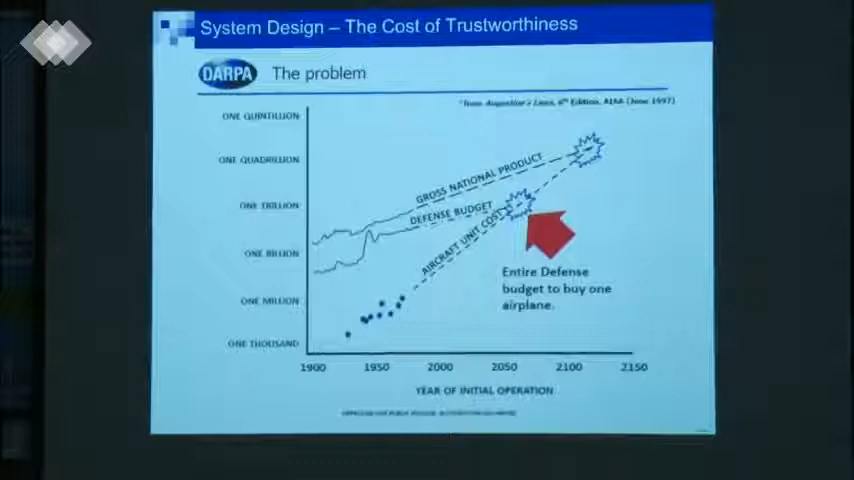 System Design – The Cost of Trustworthiness
DARPA
The problem
Augustine's Laws, 6th Edition, AIAA (June 1997)
ONE QUINTILLION
ONE QUADRILLION
ONE TRILLION
ONE BILLION
ONE MILLION
ONE THOUSAND
GROSS NATIONAL PRODUCT
DEFENSE BUDGET
AIRCRAFT UNIT COST
Entire Defense
budget to buy one
airplane.
1900 1950 2000 2050 2100 2150
YEAR OF INITIAL OPERATION